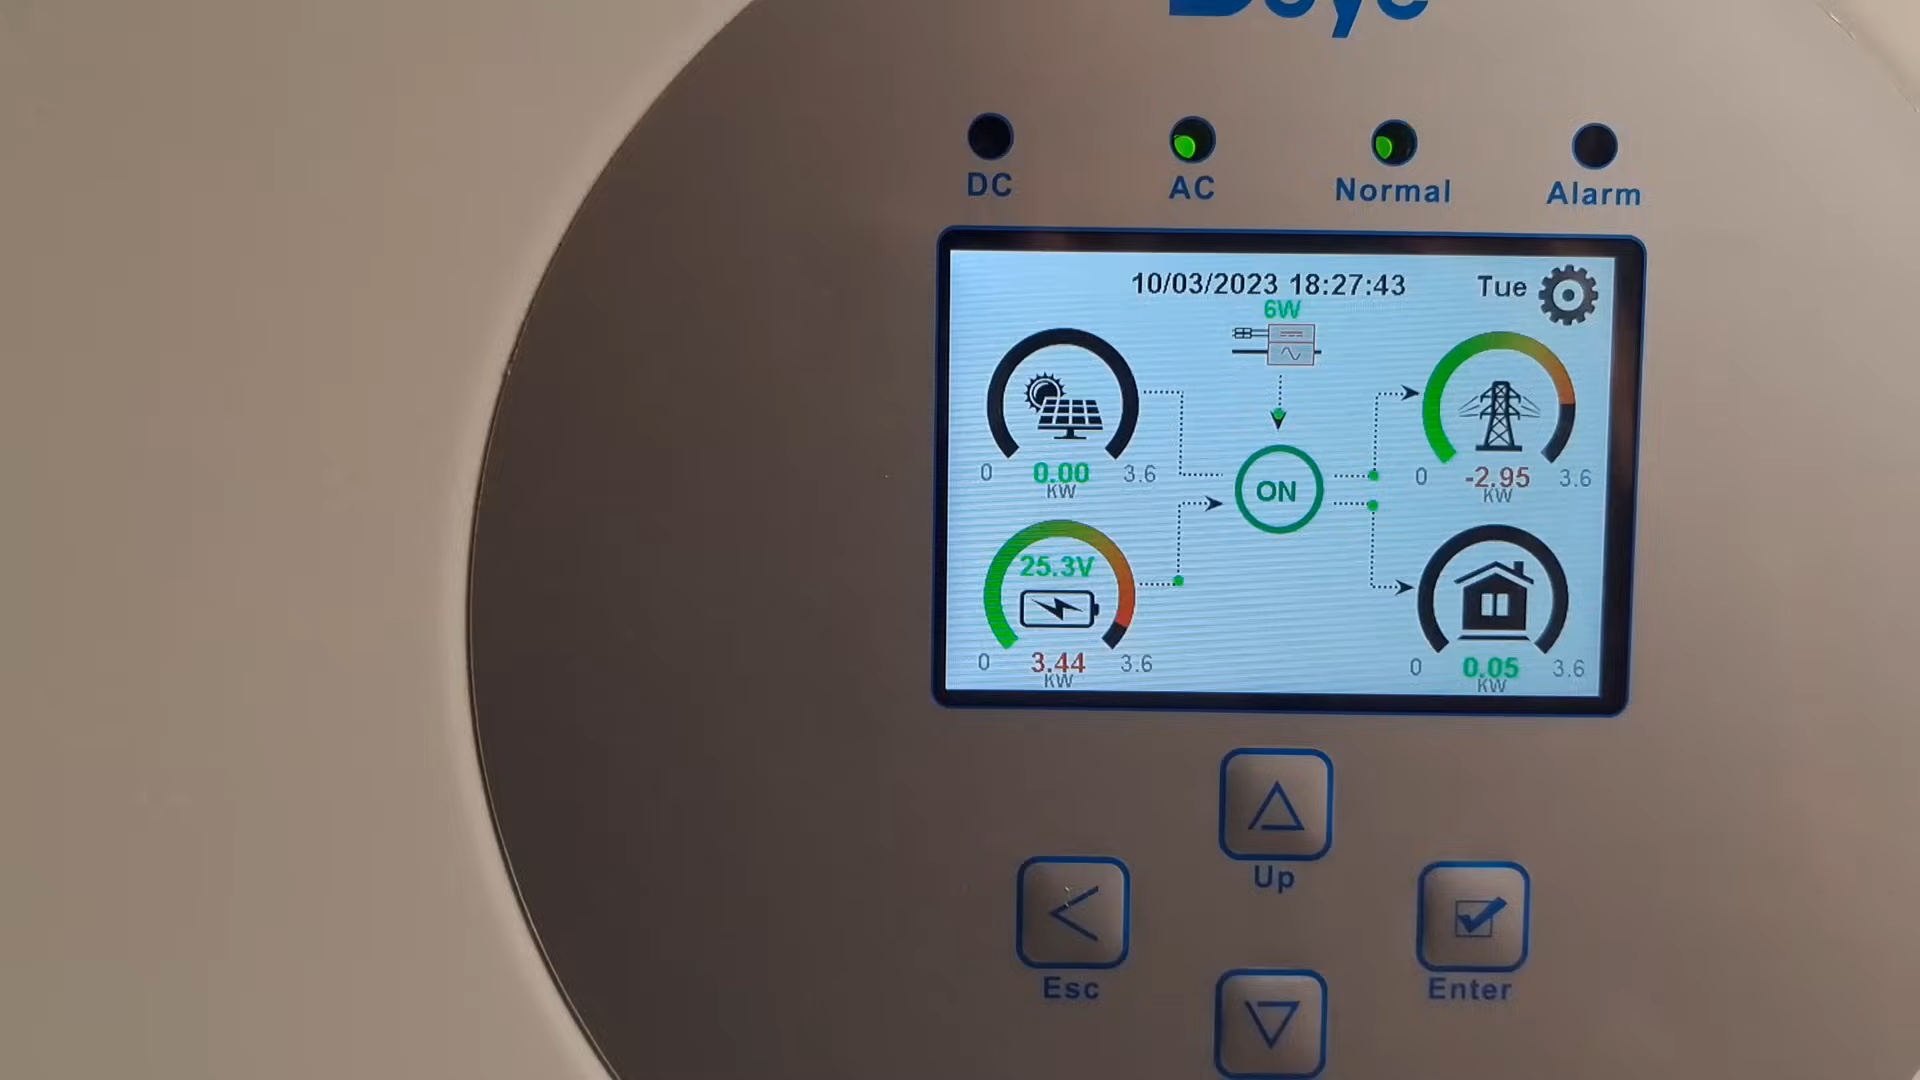 Deye
DC AC Normal Alarm
10/03/2023 18:27:43 Tue
6W
0 0.00 3.6
KW
0 -2.95 3.6
KW
ON
25.3V
0 3.44 3.6
KW
0 0.05 3.6
KW
Up
Esc
Enter